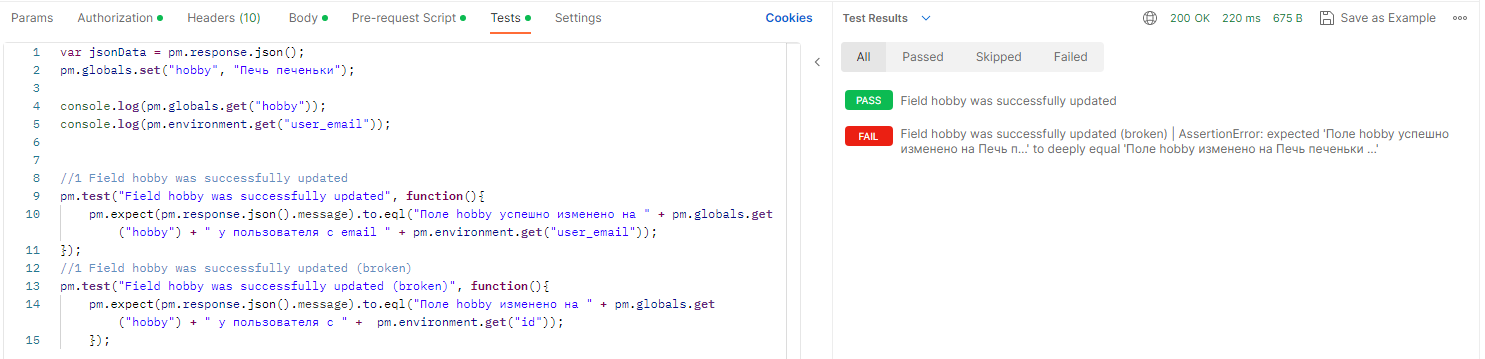 Params Authorization Headers (10) Body Pre-request Script Tests Settings Cookies
1 var jsonData = pm.response.json();
2 pm.globals.set("hobby", "Печь печеньки");
3
4 console.log(pm.globals.get("hobby"));
5 console.log(pm.environment.get("user_email"));
6
7
8 //1 Field hobby was successfully updated
9 pm.test("Field hobby was successfully updated", function(){
10 pm.expect(pm.response.json().message).to.eql("Поле hobby успешно изменено на " + pm.globals.get
("hobby") + " у пользователя с email " + pm.environment.get("user_email"));
11 });
12 //1 Field hobby was successfully updated (broken)
13 pm.test("Field hobby was successfully updated (broken)", function(){
14 pm.expect(pm.response.json().message).to.eql("Поле hobby изменено на " + pm.globals.get
("hobby") + " у пользователя с " +  pm.environment.get("id"));
15 });
Test Results 200 OK 220 ms 675 B Save as Example
All Passed Skipped Failed
PASS Field hobby was successfully updated
FAIL Field hobby was successfully updated (broken) | AssertionError: expected 'Поле hobby успешно
изменено на Печь п...' to deeply equal 'Поле hobby изменено на Печь печеньки ...'